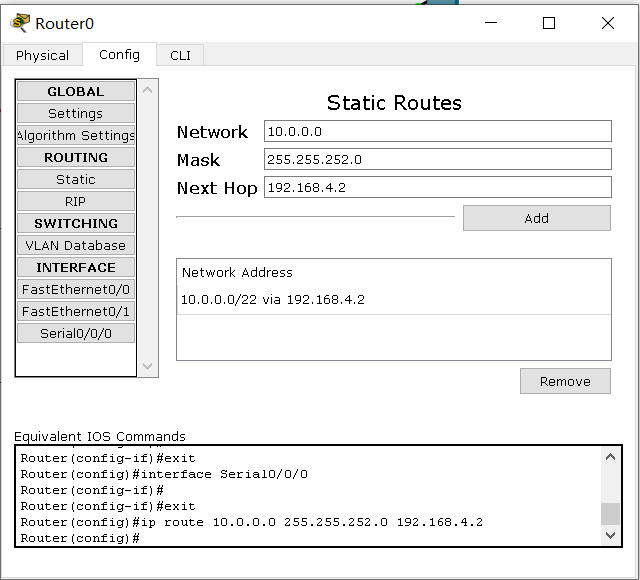 Router0
Physical
Config
CLI
GLOBAL
Settings
Algorithm Settings
ROUTING
Static
RIP
SWITCHING
VLAN Database
INTERFACE
FastEthernet0/0
FastEthernet0/1
Serial0/0/0
Static Routes
Network 10.0.0.0
Mask 255.255.252.0
Next Hop 192.168.4.2
Add
Network Address
10.0.0.0/22 via 192.168.4.2
Remove
Equivalent IOS Commands
Router(config-if)#exit
Router(config)#interface Serial0/0/0
Router(config-if)#
Router(config-if)#exit
Router(config)#ip route 10.0.0.0 255.255.252.0 192.168.4.2
Router(config)#